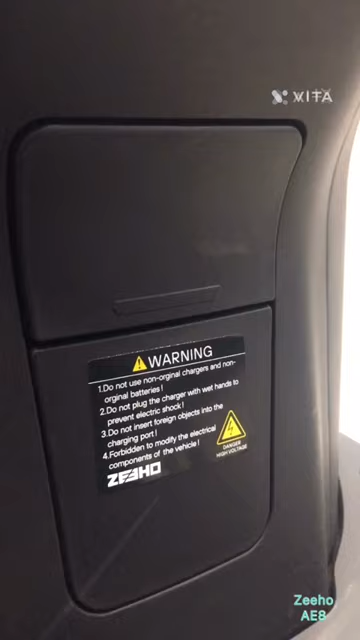 XITA
WARNING
1.Do not use non-orginal chargers and non-
orginal batteries!
2.Do not plug the charger with wet hands to
prevent electric shock!
3.Do not insert foreign objects into the
charging port!
4.Forbidden to modify the electrical
components of the vehicle!
DANGER
HIGH VOLTAGE
ZEEHO
Zeeho
AE8